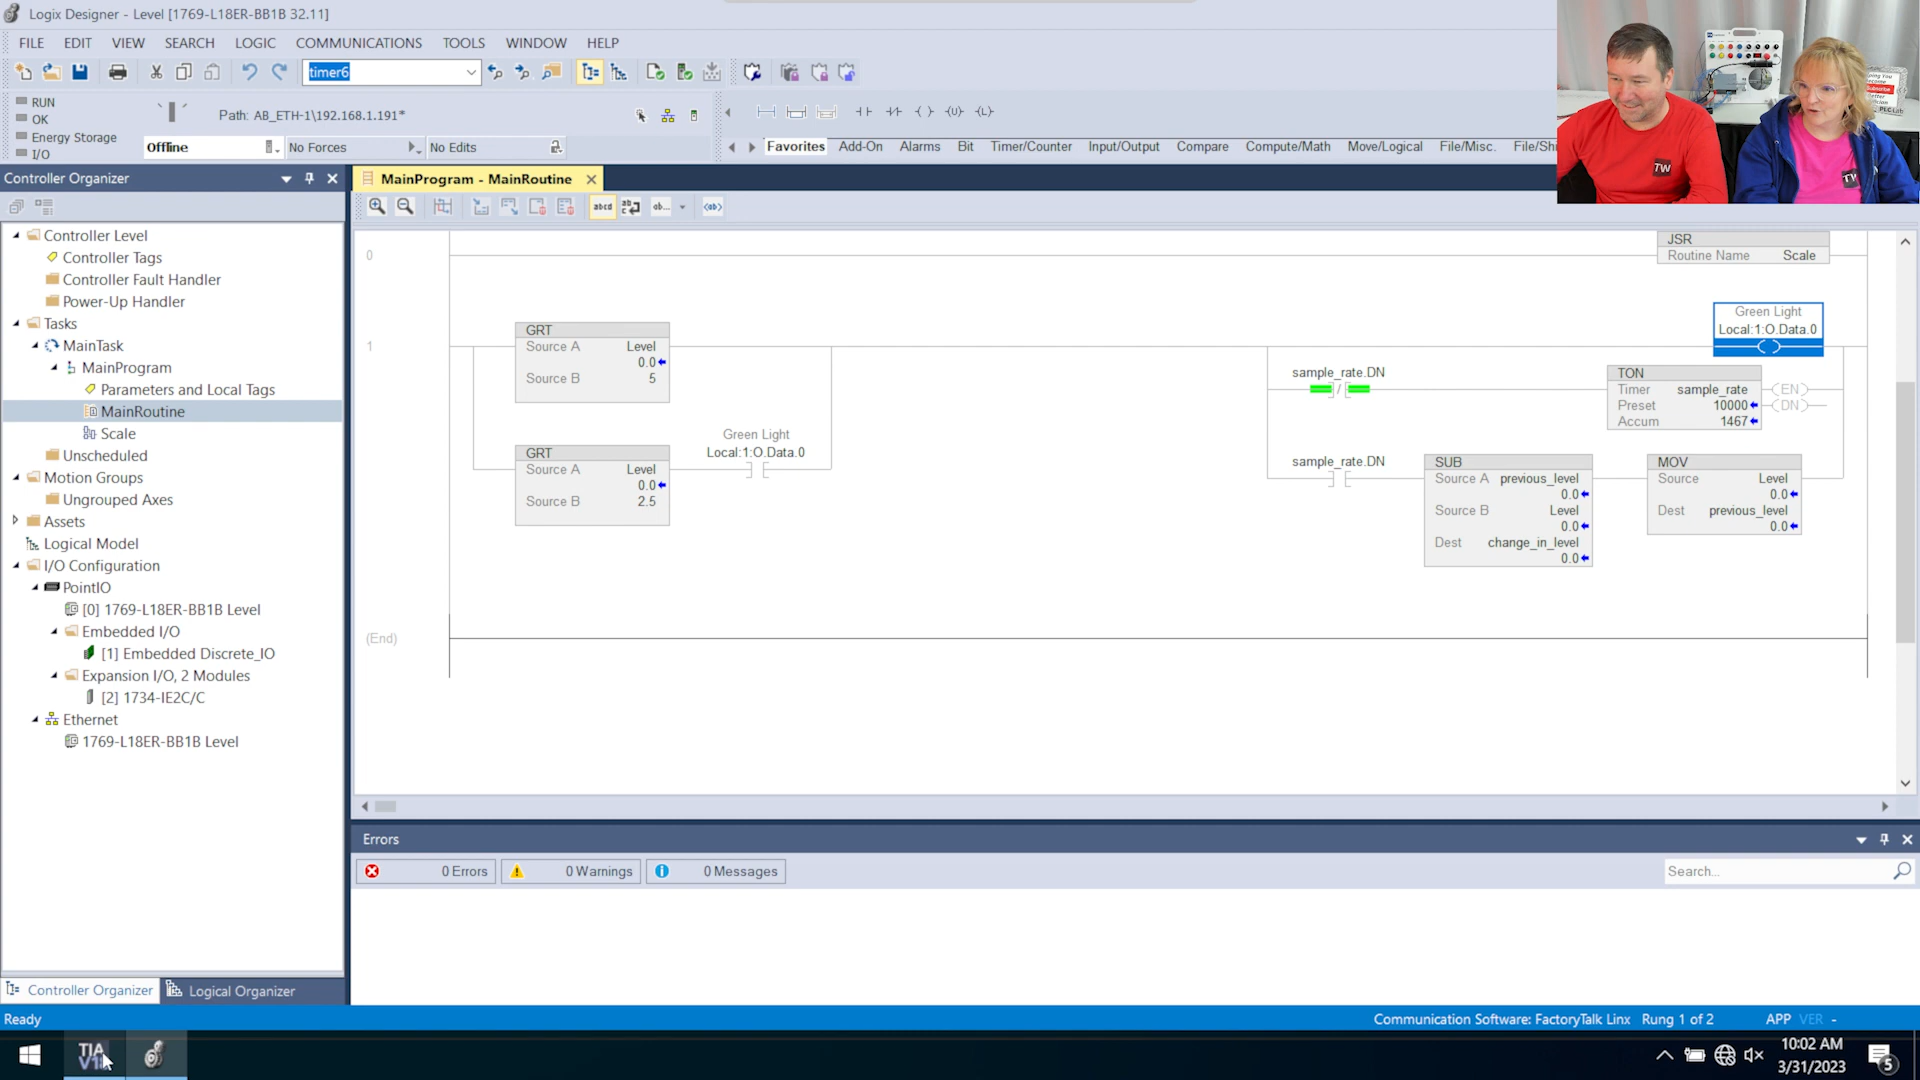 Logix Designer - Level [1769-L18ER-BB1B 32.11]
FILE EDIT VIEW SEARCH LOGIC COMMUNICATIONS TOOLS WINDOW HELP
timer6
RUN
OK
Energy Storage
I/O
Path: AB_ETH-1\192.168.1.191*
Offline No Forces No Edits
Favorites Add-On Alarms Bit Timer/Counter Input/Output Compare Compute/Math Move/Logical File/Misc. File/Shi
Controller Organizer
MainProgram - MainRoutine
Controller Level
Controller Tags
Controller Fault Handler
Power-Up Handler
Tasks
MainTask
MainProgram
Parameters and Local Tags
MainRoutine
Scale
Unscheduled
Motion Groups
Ungrouped Axes
Assets
Logical Model
I/O Configuration
PointIO
[0] 1769-L18ER-BB1B Level
Embedded I/O
[1] Embedded Discrete_IO
Expansion I/O, 2 Modules
[2] 1734-IE2C/C
Ethernet
1769-L18ER-BB1B Level
0
JSR
Routine Name Scale
1
GRT
Source A Level
0.0
Source B 5
GRT
Source A Level
0.0
Source B 2.5
Green Light
Local:1:O.Data.0
Green Light
Local:1:O.Data.0
sample_rate.DN
TON
Timer sample_rate
Preset 10000
Accum 1467
EN
DN
sample_rate.DN
SUB
Source A previous_level
0.0
Source B Level
0.0
Dest change_in_level
0.0
MOV
Source Level
0.0
Dest previous_level
0.0
(End)
Errors
0 Errors 0 Warnings 0 Messages
Search...
Controller Organizer Logical Organizer
Ready
Communication Software: FactoryTalk Linx Rung 1 of 2 APP VER -
TIA
10:02 AM
3/31/2023
5
TW
TW
Subscribe